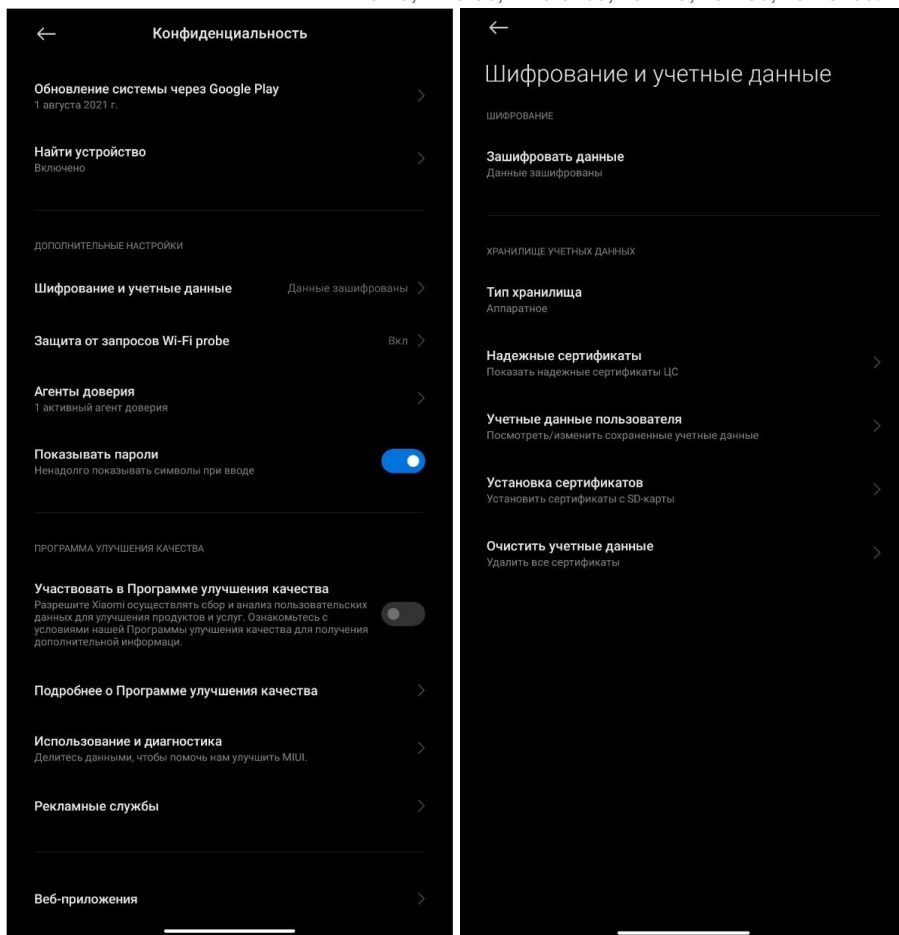 Конфиденциальность
Обновление системы через Google Play
1 августа 2021 г.
Найти устройство
Включено
ДОПОЛНИТЕЛЬНЫЕ НАСТРОЙКИ
Шифрование и учетные данные Данные зашифрованы
Защита от запросов Wi-Fi probe Вкл
Агенты доверия
1 активный агент доверия
Показывать пароли
Ненадолго показывать символы при вводе
ПРОГРАММА УЛУЧШЕНИЯ КАЧЕСТВА
Участвовать в Программе улучшения качества
Разрешите Xiaomi осуществлять сбор и анализ пользовательских
данных для улучшения продуктов и услуг. Ознакомьтесь с
условиями нашей Программы улучшения качества для получения
дополнительной информаци.
Подробнее о Программе улучшения качества
Использование и диагностика
Делитесь данными, чтобы помочь нам улучшить MIUI.
Рекламные службы
Веб-приложения
Шифрование и учетные данные
ШИФРОВАНИЕ
Зашифровать данные
Данные зашифрованы
ХРАНИЛИЩЕ УЧЕТНЫХ ДАННЫХ
Тип хранилища
Аппаратное
Надежные сертификаты
Показать надежные сертификаты ЦС
Учетные данные пользователя
Посмотреть/изменить сохраненные учетные данные
Установка сертификатов
Установить сертификаты с SD-карты
Очистить учетные данные
Удалить все сертификаты